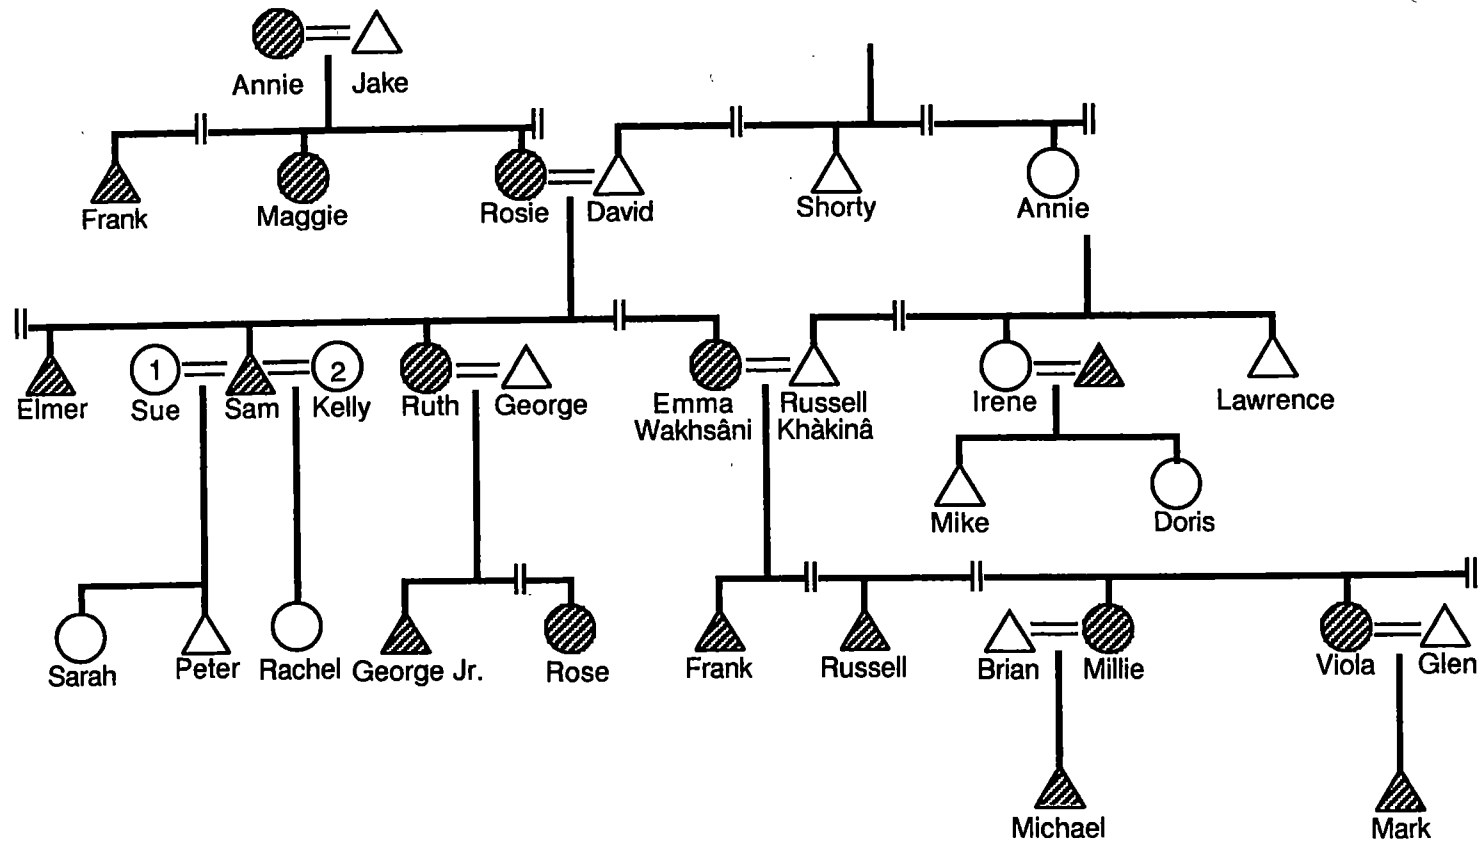 Annie Jake
Frank Maggie Rosie David Shorty Annie
1 2
Elmer Sue Sam Kelly Ruth George Emma Russell Irene Lawrence
Wakhsâni Khàkinâ
Mike Doris
Sarah Peter Rachel George Jr. Rose Frank Russell Brian Millie Viola Glen
Michael Mark